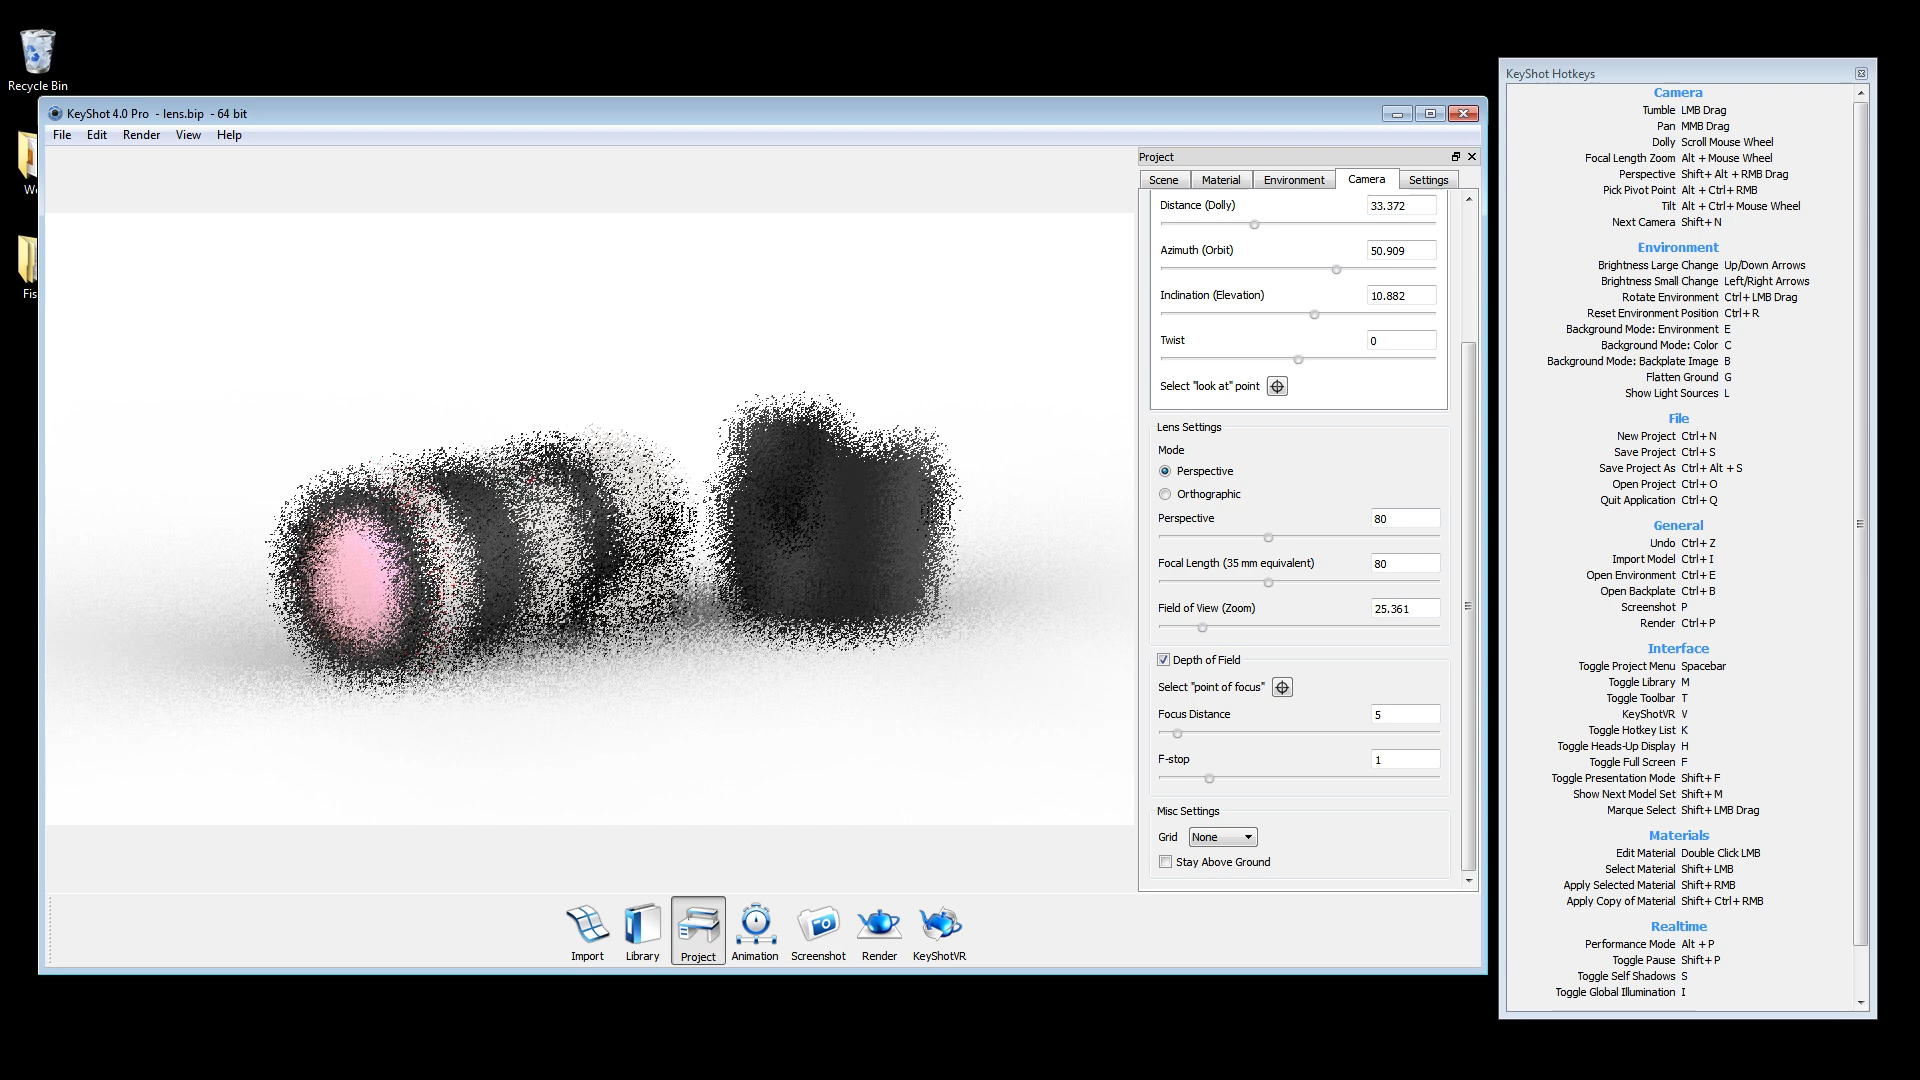 Recycle Bin
KeyShot 4.0 Pro - lens.bip - 64 bit
File Edit Render View Help
Project
Scene Material Environment Camera Settings
Distance (Dolly) 33.372
Azimuth (Orbit) 50.909
Inclination (Elevation) 10.882
Twist 0
Select "look at" point
Lens Settings
Mode
Perspective
Orthographic
Perspective 80
Focal Length (35 mm equivalent) 80
Field of View (Zoom) 25.361
Depth of Field
Select "point of focus"
Focus Distance 5
F-stop 1
Misc Settings
Grid None
Stay Above Ground
Import Library Project Animation Screenshot Render KeyShotVR
Fis
KeyShot Hotkeys
Camera
Tumble LMB Drag
Pan MMB Drag
Dolly Scroll Mouse Wheel
Focal Length Zoom Alt + Mouse Wheel
Perspective Shift+ Alt + RMB Drag
Pick Pivot Point Alt + Ctrl+ RMB
Tilt Alt + Ctrl+ Mouse Wheel
Next Camera Shift+ N
Environment
Brightness Large Change Up/Down Arrows
Brightness Small Change Left/Right Arrows
Rotate Environment Ctrl+ LMB Drag
Reset Environment Position Ctrl+ R
Background Mode: Environment E
Background Mode: Color C
Background Mode: Backplate Image B
Flatten Ground G
Show Light Sources L
File
New Project Ctrl+ N
Save Project Ctrl+ S
Save Project As Ctrl+ Alt + S
Open Project Ctrl+ O
Quit Application Ctrl+ Q
General
Undo Ctrl+ Z
Import Model Ctrl+ I
Open Environment Ctrl+ E
Open Backplate Ctrl+ B
Screenshot P
Render Ctrl+ P
Interface
Toggle Project Menu Spacebar
Toggle Library M
Toggle Toolbar T
KeyShotVR V
Toggle Hotkey List K
Toggle Heads-Up Display H
Toggle Full Screen F
Toggle Presentation Mode Shift+ F
Show Next Model Set Shift+ M
Marque Select Shift+ LMB Drag
Materials
Edit Material Double Click LMB
Select Material Shift+ LMB
Apply Selected Material Shift+ RMB
Apply Copy of Material Shift+ Ctrl+ RMB
Realtime
Performance Mode Alt + P
Toggle Pause Shift+ P
Toggle Self Shadows S
Toggle Global Illumination I